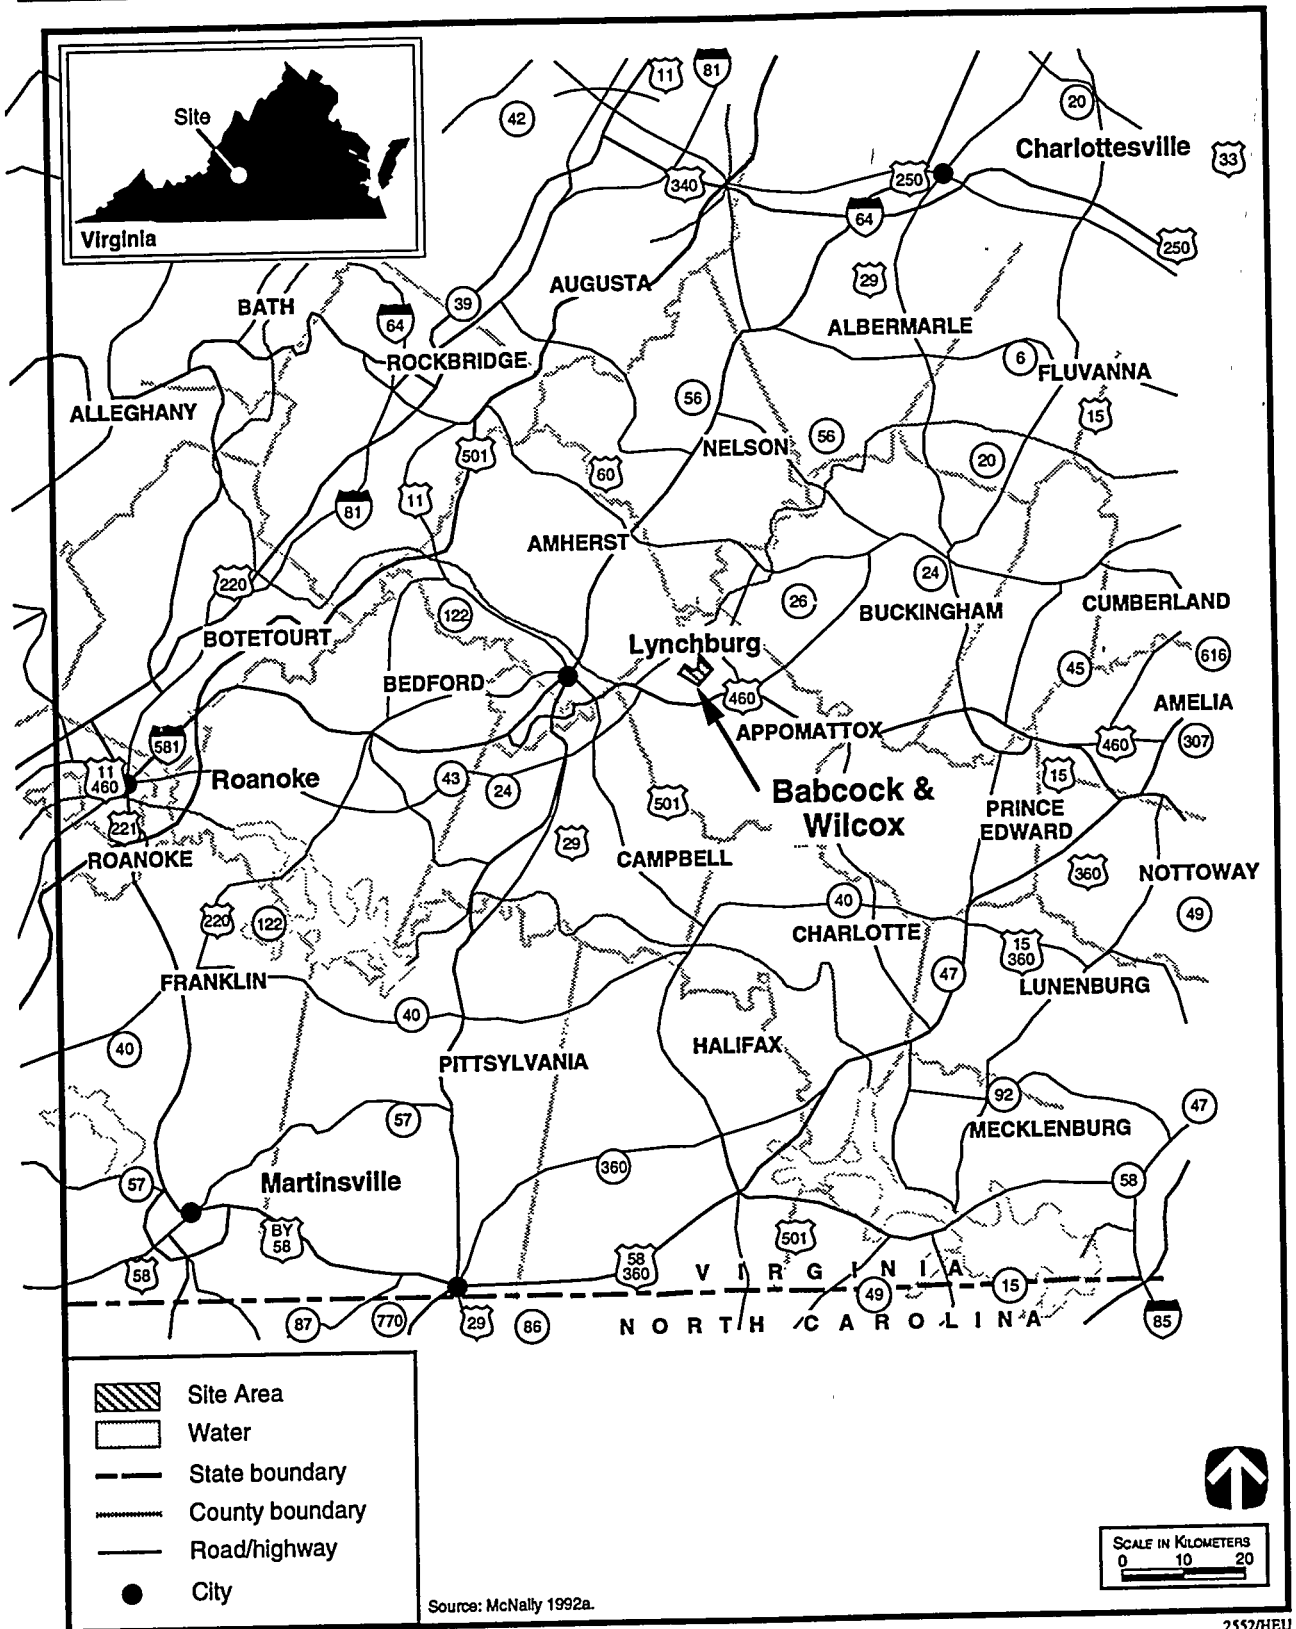 11
81
42
20
Site
Charlottesville
33
340
250
64
250
Virginia
29
BATH
39
AUGUSTA
64
ALBERMARLE
ROCKBRIDGE
6
FLUVANNA
56
ALLEGHANY
15
56
501
NELSON
20
60
81
11
AMHERST
220
24
26
122
BUCKINGHAM
CUMBERLAND
BOTETOURT
Lynchburg
616
45
BEDFORD
460
AMELIA
APPOMATTOX
581
460
307
11
460
Roanoke
43
24
15
Babcock &
Wilcox
501
PRINCE
EDWARD
221
29
ROANOKE
CAMPBELL
360
NOTTOWAY
220
122
40
49
CHARLOTTE
15
360
47
FRANKLIN
LUNENBURG
40
40
HALIFAX
PITTSYLVANIA
92
47
57
MECKLENBURG
360
57
Martinsville
58
BY
58
501
58
58
360
VIRGINIA
49
15
87
770
29
86
NORTH CAROLINA
85
Site Area
Water
State boundary
County boundary
Road/highway
City
SCALE IN KILOMETERS
0 10 20
Source: McNally 1992a.
2552/HEU